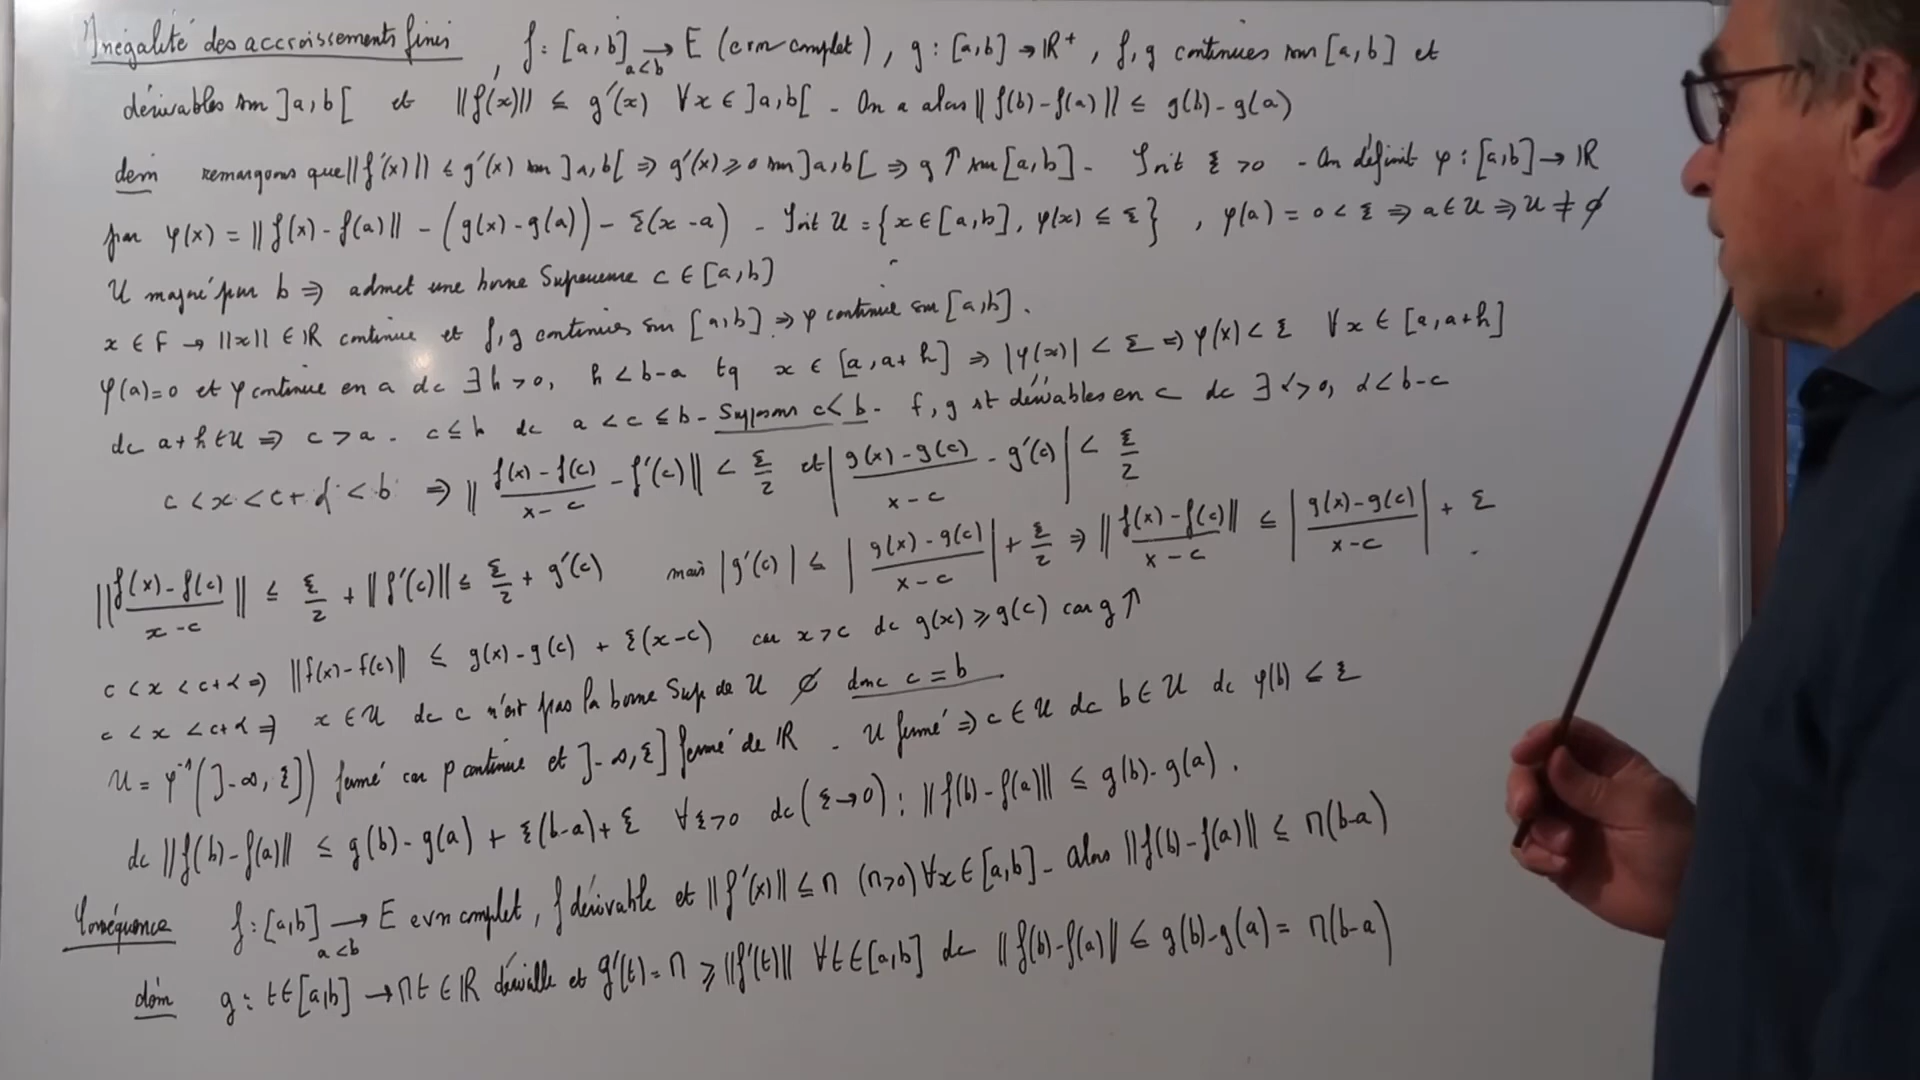 Inégalité des accroissements finis, f : [a,b] → E (evn complet), g : [a,b] → ℝ⁺, f, g continues sur [a,b] et
a<b
dérivables sur ]a,b[ et ||f(x)|| ≤ g'(x) ∀x ∈ ]a,b[ - On a alors || f(b)-f(a) || ≤ g(b)-g(a)
dem remarquons que ||f'(x)|| ≤ g'(x) sur ]a,b[ ⇒ g'(x) ≥ 0 sur ]a,b[ ⇒ g ↑ sur [a,b] - Soit ε > 0 - On définit φ : [a,b] → ℝ
par φ(x) = || f(x) - f(a) || - (g(x) - g(a)) - ε(x - a) - Soit U = {x ∈ [a,b], φ(x) ≤ ε}, φ(a) = 0 < ε ⇒ a ∈ U ⇒ U ≠ ∅
U majoré par b ⇒ admet une borne Supérieure c ∈ [a,b]
x ∈ F → ||x|| ∈ ℝ continue et f, g continues sur [a,b] ⇒ φ continue sur [a,b].
φ(a)=0 et φ continue en a dc ∃ h > 0, h < b-a tq x ∈ [a, a+h] ⇒ |φ(x)| < ε ⇒ φ(x) < ε ∀x ∈ [a, a+h]
dc a+h ∈ U ⇒ c > a - c ≤ b dc a < c ≤ b - Supposons c < b - f, g st dérivables en c dc ∃ α > 0, α < b-c
c < x < c+α < b ⇒ || (f(x)-f(c))/(x-c) - f'(c) || < ε/2 et | (g(x)-g(c))/(x-c) - g'(c) | < ε/2
|| (f(x)-f(c))/(x-c) || ≤ ε/2 + ||f'(c)|| ≤ ε/2 + g'(c) mais |g'(c)| ≤ | (g(x)-g(c))/(x-c) | + ε/2 ⇒ || (f(x)-f(c))/(x-c) || ≤ | (g(x)-g(c))/(x-c) | + ε
c < x < c+α ⇒ ||f(x)-f(c)|| ≤ g(x)-g(c) + ε(x-c) car x > c dc g(x) ≥ g(c) car g ↑
c < x < c+α ⇒ x ∈ U dc c n'est pas la borne Sup de U ∅ donc c = b
U = φ⁻¹(]-∞, ε]) fermé car φ continue et ]-∞, ε] fermé de ℝ - U fermé ⇒ c ∈ U dc b ∈ U dc φ(b) ≤ ε
dc ||f(b)-f(a)|| ≤ g(b)-g(a) + ε(b-a) + ε ∀ε>0 dc (ε→0) : ||f(b)-f(a)|| ≤ g(b)-g(a).
Conséquence f : [a,b] → E evn complet, f dérivable et ||f'(x)|| ≤ M (M>0) ∀x ∈ [a,b] - Alors ||f(b)-f(a)|| ≤ M(b-a)
a<b
dém g : t ∈ [a,b] → Mt ∈ ℝ dérivable et g'(t) = M ≥ ||f'(t)|| ∀t ∈ [a,b] dc ||f(b)-f(a)|| ≤ g(b)-g(a) = M(b-a)